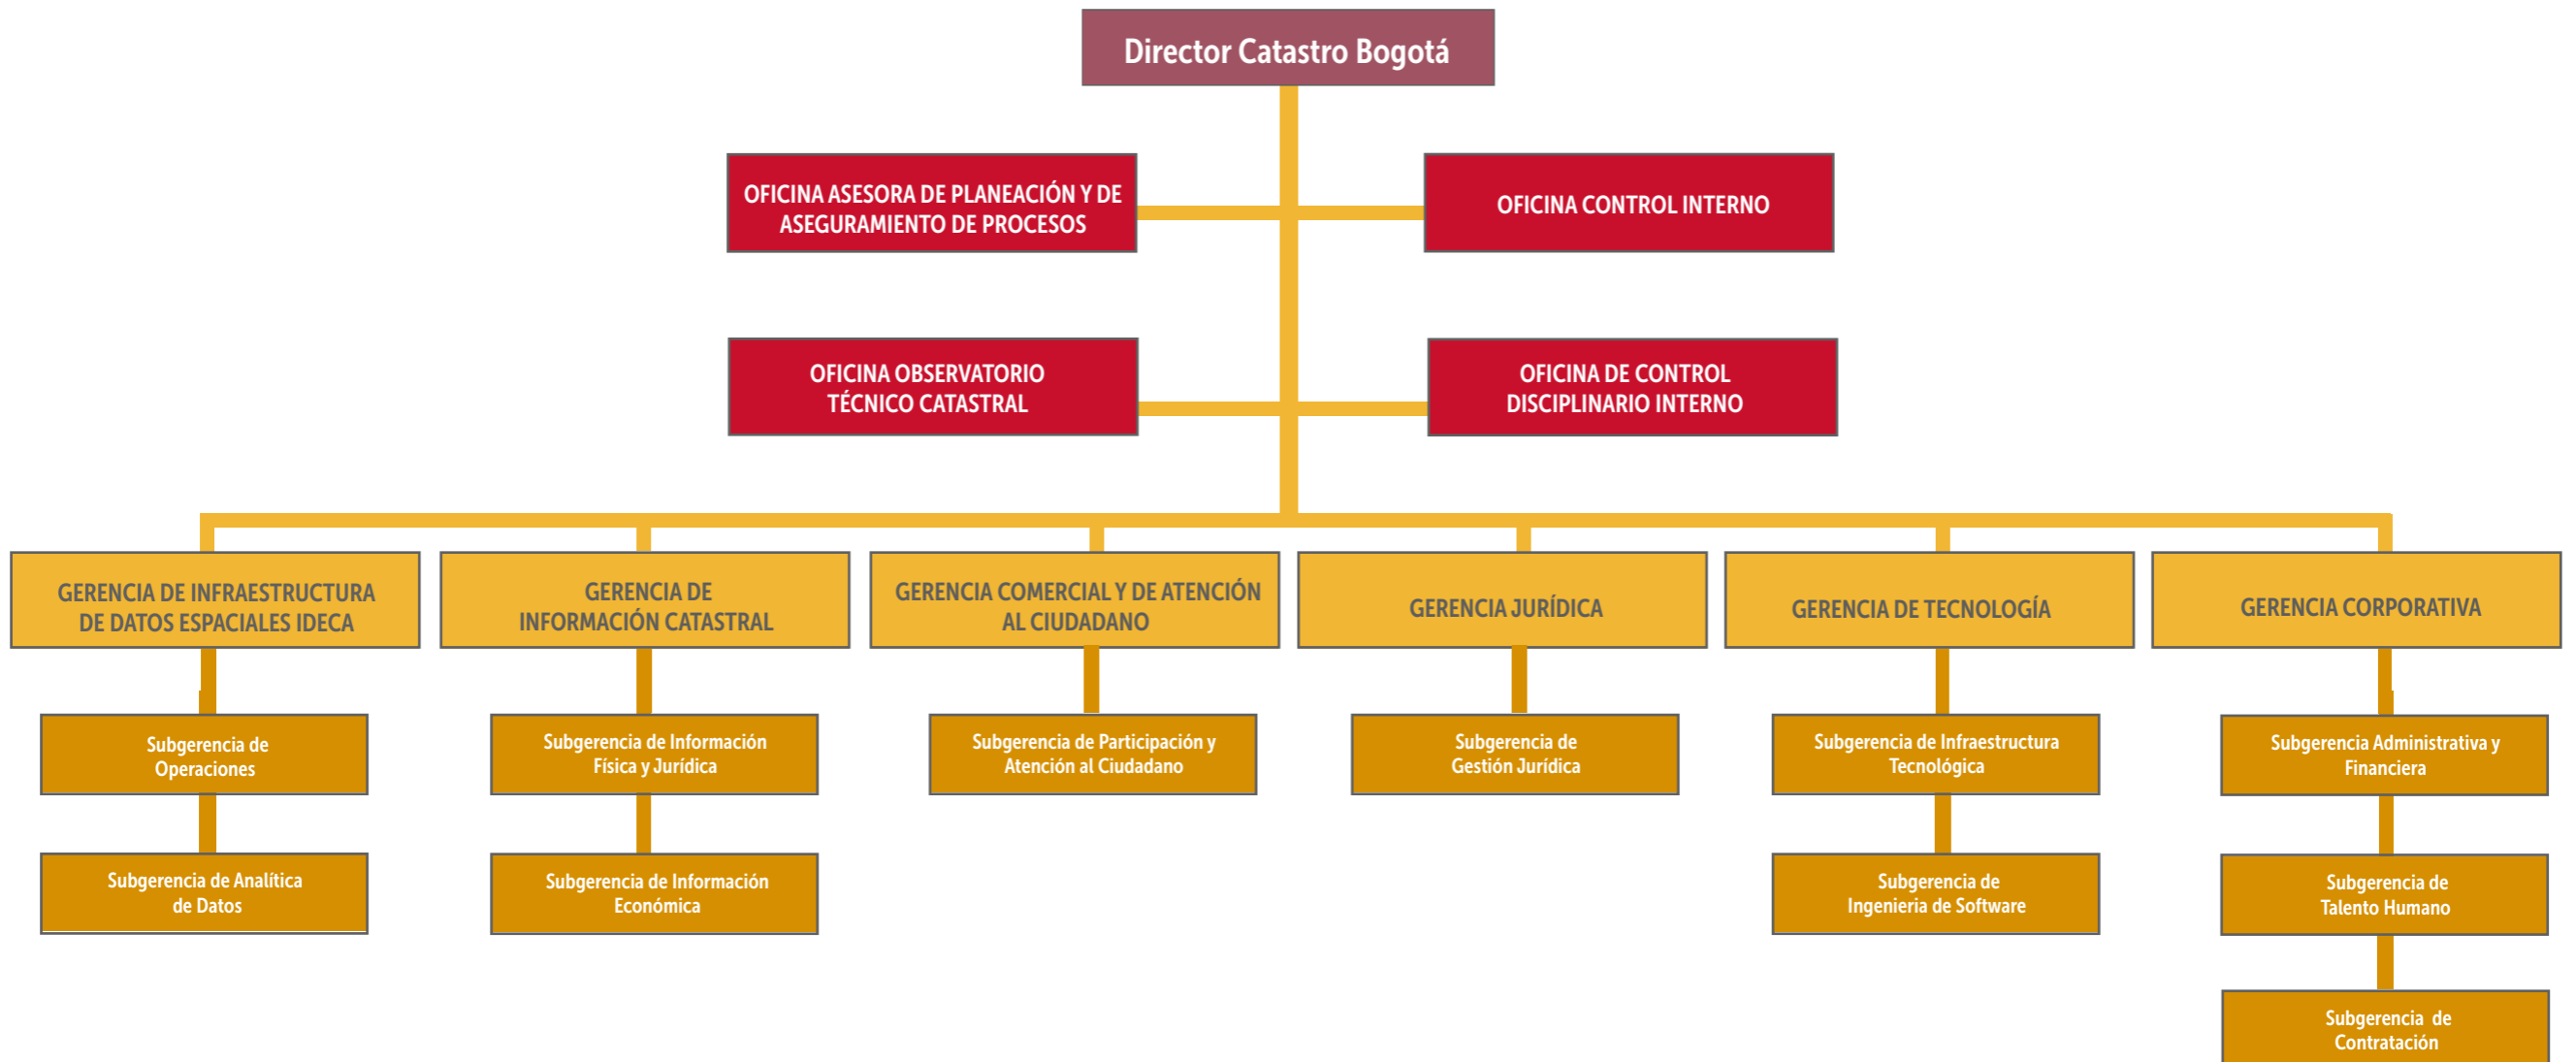 Director Catastro Bogotá
OFICINA ASESORA DE PLANEACIÓN Y DE
ASEGURAMIENTO DE PROCESOS
OFICINA CONTROL INTERNO
OFICINA OBSERVATORIO
TÉCNICO CATASTRAL
OFICINA DE CONTROL
DISCIPLINARIO INTERNO
GERENCIA DE INFRAESTRUCTURA
DE DATOS ESPACIALES IDECA
GERENCIA DE
INFORMACIÓN CATASTRAL
GERENCIA COMERCIAL Y DE ATENCIÓN
AL CIUDADANO
GERENCIA JURÍDICA
GERENCIA DE TECNOLOGÍA
GERENCIA CORPORATIVA
Subgerencia de
Operaciones
Subgerencia de Información
Física y Jurídica
Subgerencia de Participación y
Atención al Ciudadano
Subgerencia de
Gestión Jurídica
Subgerencia de Infraestructura
Tecnológica
Subgerencia Administrativa y
Financiera
Subgerencia de Analítica
de Datos
Subgerencia de Información
Económica
Subgerencia de
Ingenieria de Software
Subgerencia de
Talento Humano
Subgerencia de
Contratación